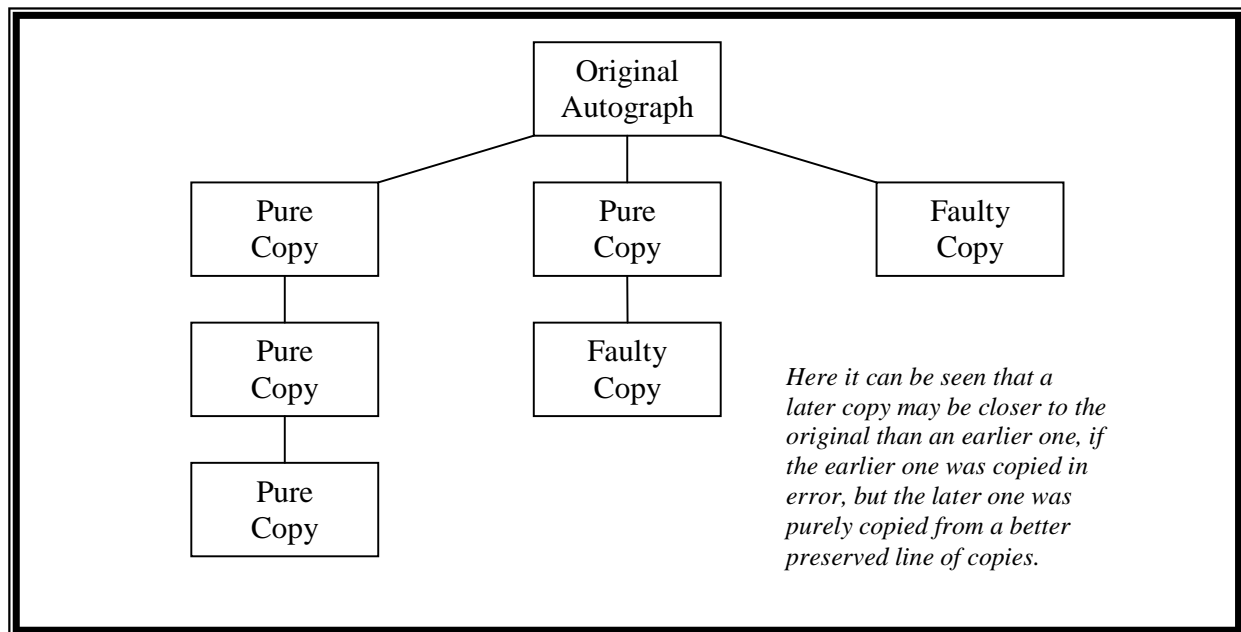 Original
Autograph
Pure
Copy
Pure
Copy
Faulty
Copy
Pure
Copy
Faulty
Copy
Pure
Copy
Here it can be seen that a
later copy may be closer to the
original than an earlier one, if
the earlier one was copied in
error, but the later one was
purely copied from a better
preserved line of copies.